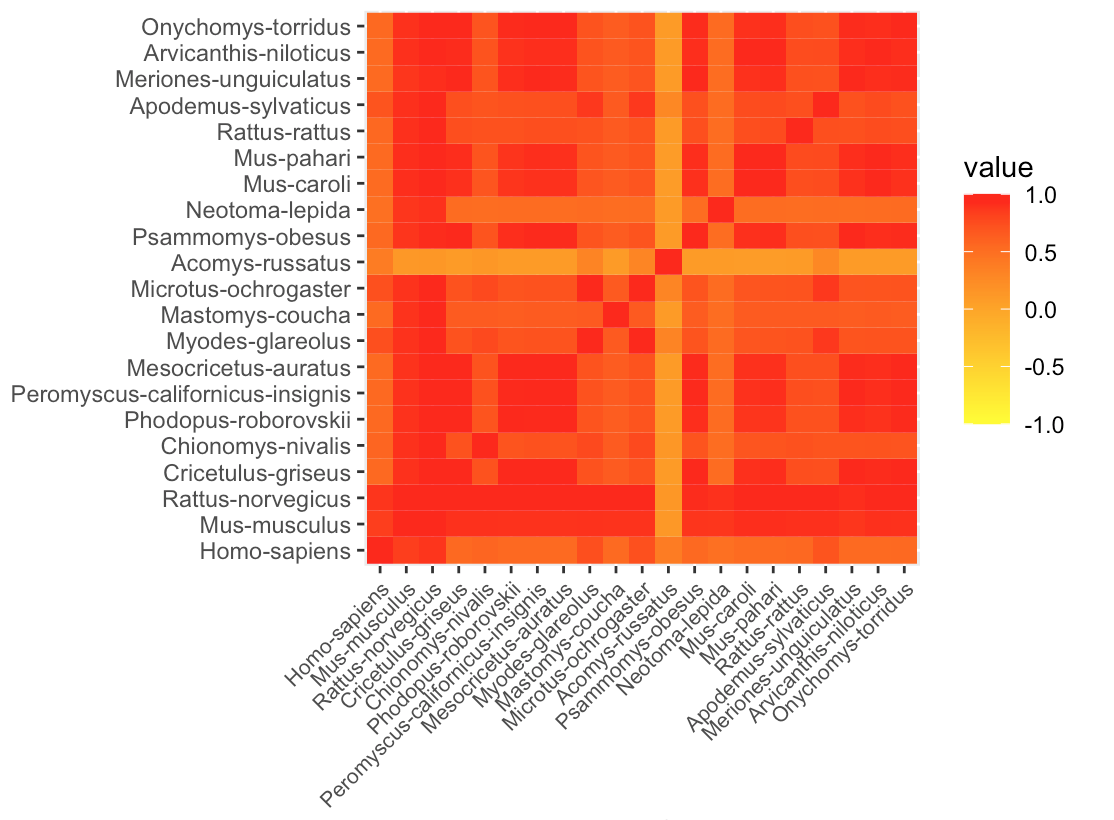 Onychomys-torridus
Arvicanthis-niloticus
Meriones-unguiculatus
Apodemus-sylvaticus
Rattus-rattus
Mus-pahari
Mus-caroli
Neotoma-lepida
Psammomys-obesus
Acomys-russatus
Microtus-ochrogaster
Mastomys-coucha
Myodes-glareolus
Mesocricetus-auratus
Peromyscus-californicus-insignis
Phodopus-roborovskii
Chionomys-nivalis
Cricetulus-griseus
Rattus-norvegicus
Mus-musculus
Homo-sapiens
Homo-sapiens
Mus-musculus
Rattus-norvegicus
Cricetulus-griseus
Chionomys-nivalis
Phodopus-roborovskii
Peromyscus-californicus-insignis
Mesocricetus-auratus
Myodes-glareolus
Mastomys-coucha
Microtus-ochrogaster
Acomys-russatus
Psammomys-obesus
Neotoma-lepida
Mus-caroli
Mus-pahari
Rattus-rattus
Apodemus-sylvaticus
Meriones-unguiculatus
Arvicanthis-niloticus
Onychomys-torridus
value
1.0
0.5
0.0
-0.5
-1.0